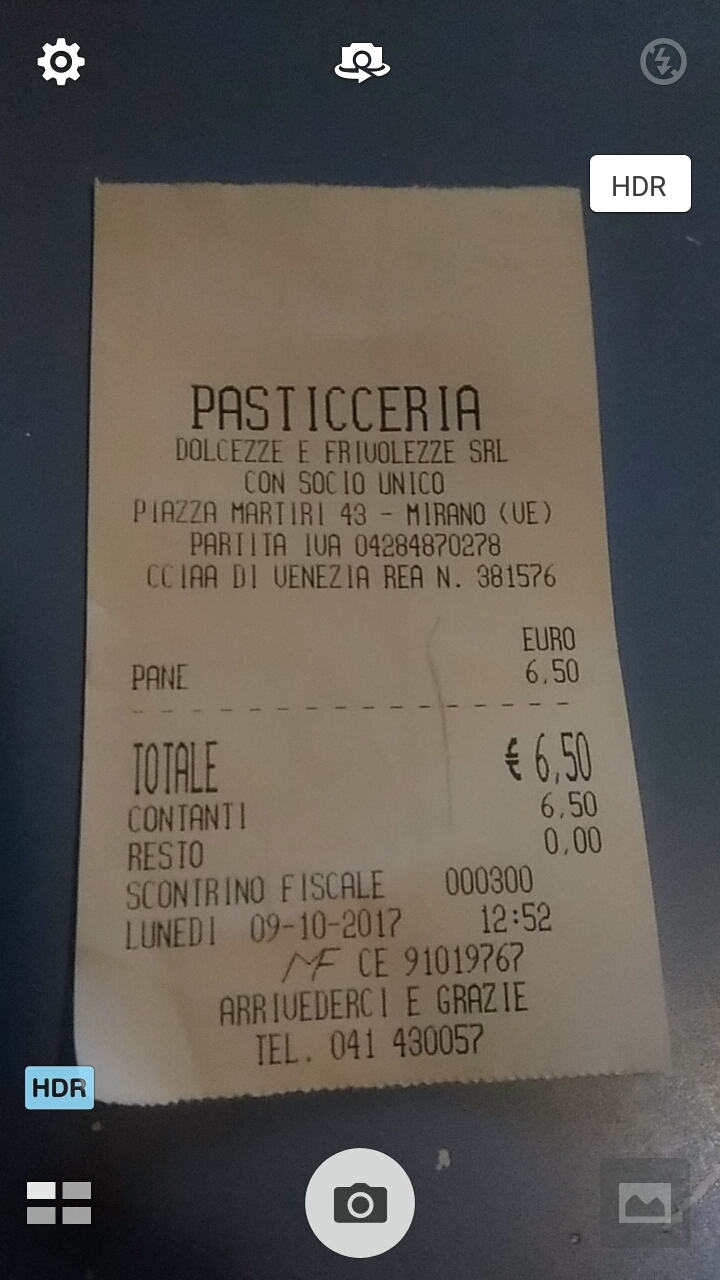 HDR
PASTICCERIA
DOLCEZZE E FRIVOLEZZE SRL
CON SOCIO UNICO
PIAZZA MARTIRI 43 - MIRANO (VE)
PARTITA IVA 04284870278
CCIAA DI VENEZIA REA N. 381576
EURO
PANE 6,50
TOTALE € 6,50
CONTANTI 6,50
RESTO 0,00
SCONTRINO FISCALE 000300
LUNEDI 09-10-2017 12:52
MF CE 91019767
ARRIVEDERCI E GRAZIE
TEL. 041 430057
HDR